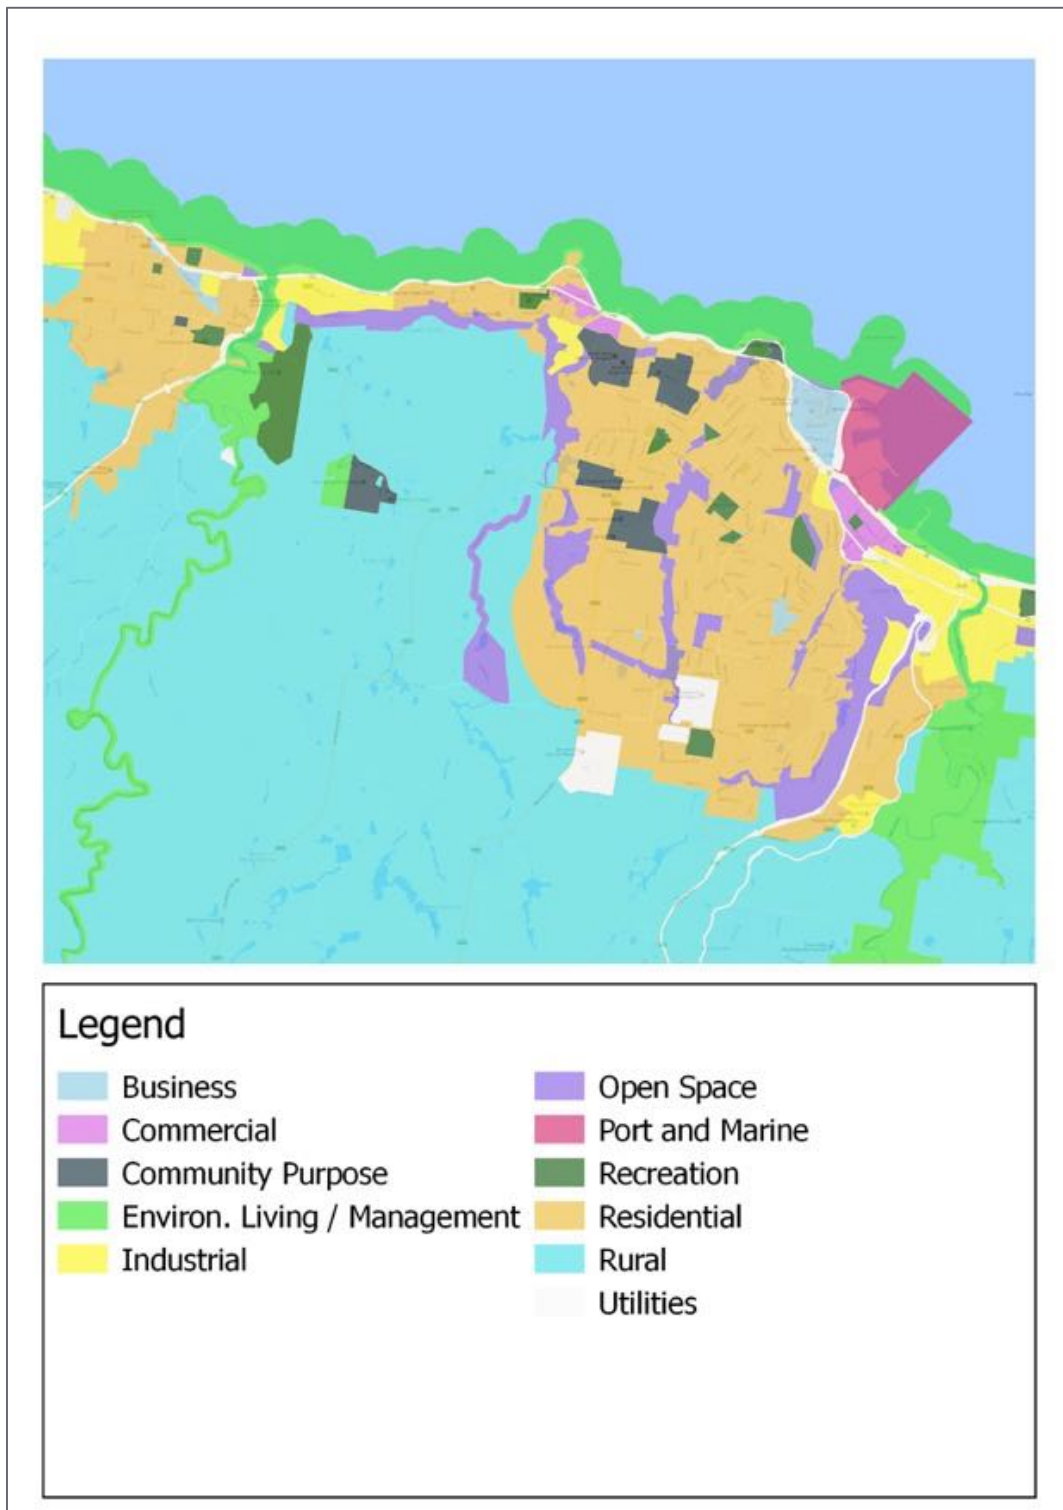 Legend
Business
Commercial
Community Purpose
Environ. Living / Management
Industrial
Open Space
Port and Marine
Recreation
Residential
Rural
Utilities